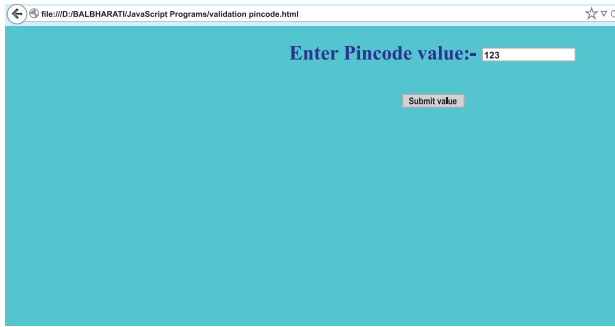 file:///D:/BALBHARATI/JavaScript Programs/validation pincode.html
Enter Pincode value:- 123
Submit value